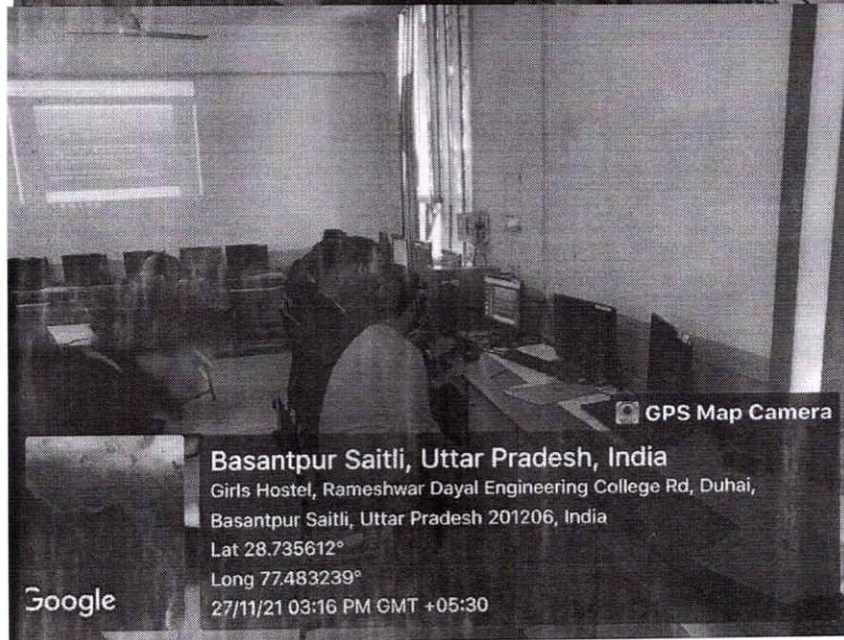 GPS Map Camera
Basantpur Saitli, Uttar Pradesh, India
Girls Hostel, Rameshwar Dayal Engineering College Rd, Duhai,
Basantpur Saitli, Uttar Pradesh 201206, India
Lat 28.735612°
Long 77.483239°
27/11/21 03:16 PM GMT +05:30
Google